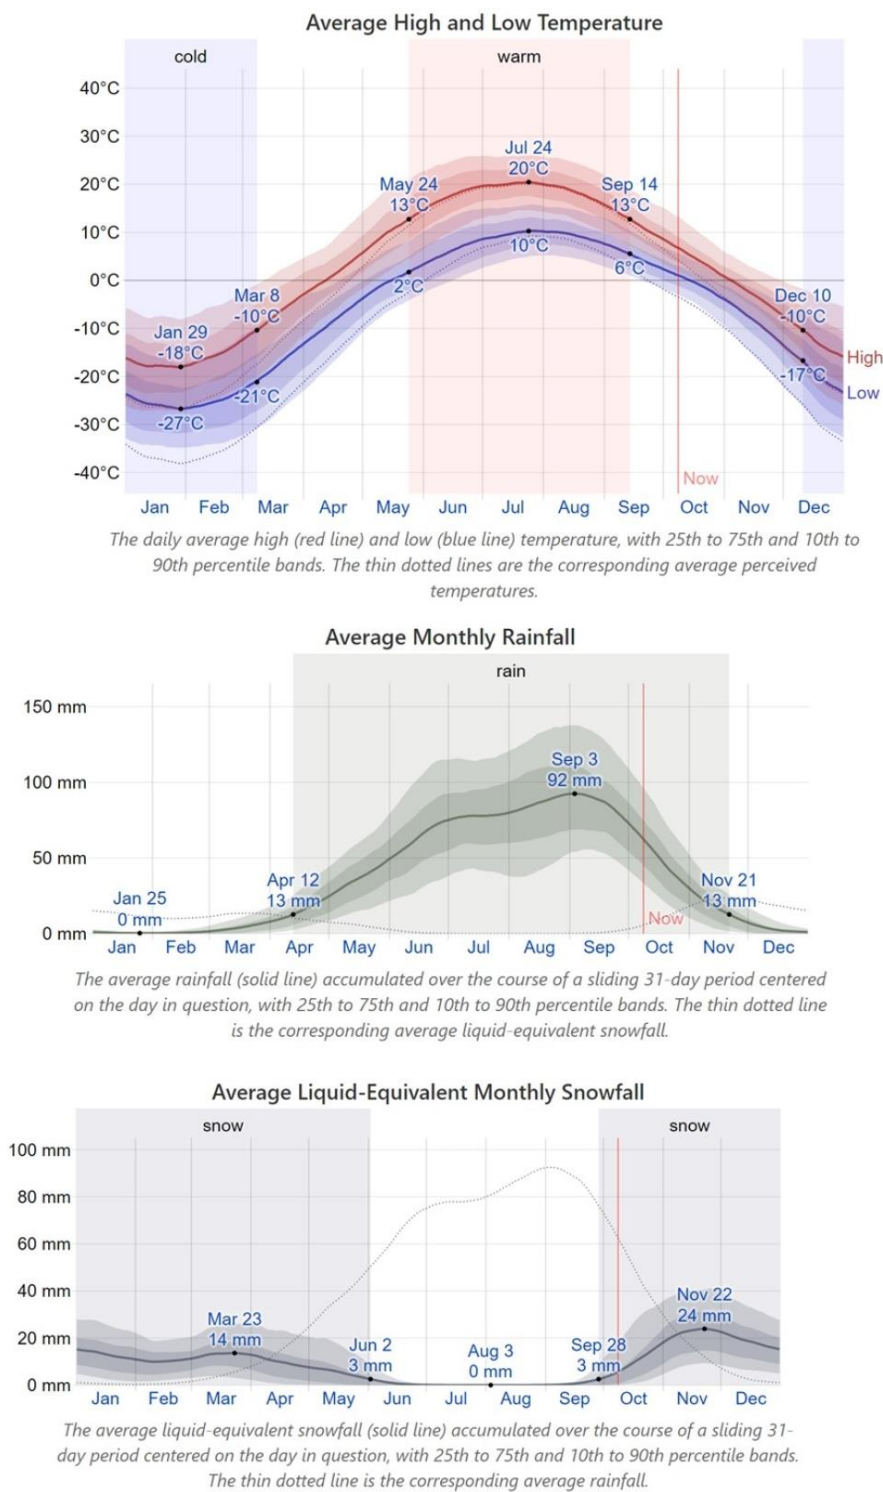 Average High and Low Temperature
cold
warm
40°C
30°C
20°C
10°C
0°C
-10°C
-20°C
-30°C
-40°C
Jan 29
-18°C
-27°C
Mar 8
-10°C
-21°C
May 24
13°C
2°C
Jul 24
20°C
10°C
Sep 14
13°C
6°C
Dec 10
-10°C
-17°C
High
Low
Now
Jan Feb Mar Apr May Jun Jul Aug Sep Oct Nov Dec
The daily average high (red line) and low (blue line) temperature, with 25th to 75th and 10th to
90th percentile bands. The thin dotted lines are the corresponding average perceived
temperatures.
Average Monthly Rainfall
rain
150 mm
100 mm
50 mm
0 mm
Jan 25
0 mm
Apr 12
13 mm
Sep 3
92 mm
Nov 21
13 mm
Now
Jan Feb Mar Apr May Jun Jul Aug Sep Oct Nov Dec
The average rainfall (solid line) accumulated over the course of a sliding 31-day period centered
on the day in question, with 25th to 75th and 10th to 90th percentile bands. The thin dotted line
is the corresponding average liquid-equivalent snowfall.
Average Liquid-Equivalent Monthly Snowfall
snow
snow
100 mm
80 mm
60 mm
40 mm
20 mm
0 mm
Mar 23
14 mm
Jun 2
3 mm
Aug 3
0 mm
Sep 28
3 mm
Nov 22
24 mm
Jan Feb Mar Apr May Jun Jul Aug Sep Oct Nov Dec
The average liquid-equivalent snowfall (solid line) accumulated over the course of a sliding 31-
day period centered on the day in question, with 25th to 75th and 10th to 90th percentile bands.
The thin dotted line is the corresponding average rainfall.